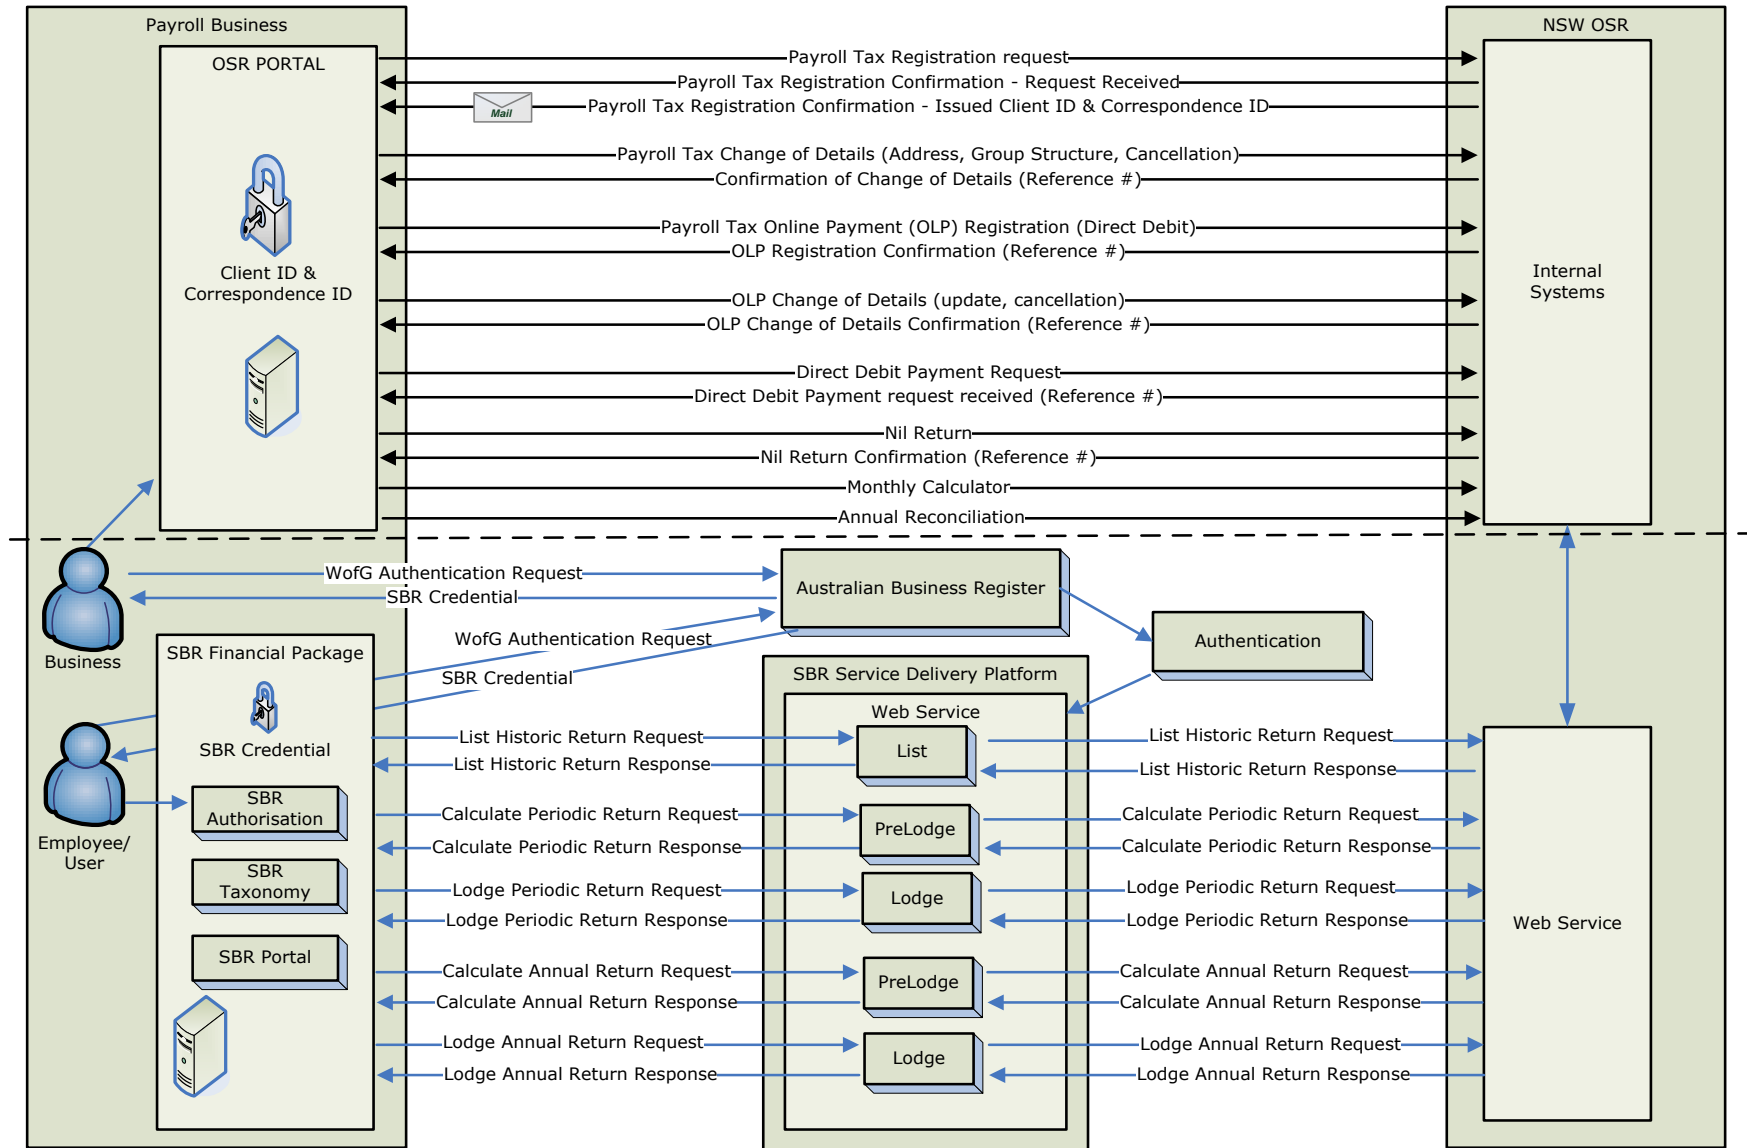 Payroll Business
NSW OSR
OSR PORTAL
Payroll Tax Registration request
Payroll Tax Registration Confirmation - Request Received
Mail
Payroll Tax Registration Confirmation - Issued Client ID & Correspondence ID
Payroll Tax Change of Details (Address, Group Structure, Cancellation)
Confirmation of Change of Details (Reference #)
Payroll Tax Online Payment (OLP) Registration (Direct Debit)
OLP Registration Confirmation (Reference #)
Client ID &
Correspondence ID
Internal
Systems
OLP Change of Details (update, cancellation)
OLP Change of Details Confirmation (Reference #)
Direct Debit Payment Request
Direct Debit Payment request received (Reference #)
Nil Return
Nil Return Confirmation (Reference #)
Monthly Calculator
Annual Reconciliation
WofG Authentication Request
SBR Credential
Australian Business Register
Business
WofG Authentication Request
SBR Credential
Authentication
SBR Financial Package
SBR Credential
SBR Service Delivery Platform
Web Service
List Historic Return Request
List Historic Return Response
List
List Historic Return Request
List Historic Return Response
Employee/
User
SBR
Authorisation
Calculate Periodic Return Request
Calculate Periodic Return Response
PreLodge
Calculate Periodic Return Request
Calculate Periodic Return Response
SBR
Taxonomy
Lodge Periodic Return Request
Lodge Periodic Return Response
Lodge
Lodge Periodic Return Request
Lodge Periodic Return Response
Web Service
SBR Portal
Calculate Annual Return Request
Calculate Annual Return Response
PreLodge
Calculate Annual Return Request
Calculate Annual Return Response
Lodge Annual Return Request
Lodge Annual Return Response
Lodge
Lodge Annual Return Request
Lodge Annual Return Response